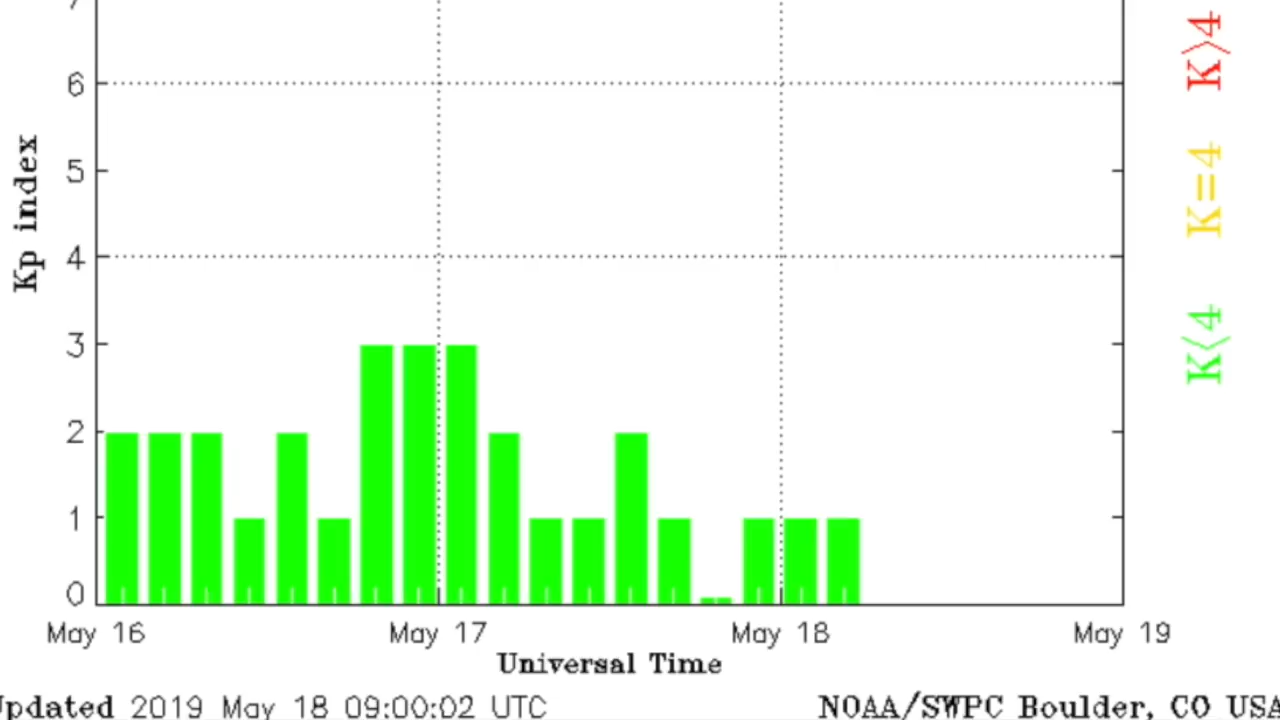 7
6
5
4
3
2
1
0
Kp index
K>4
K=4
K<4
May 16 May 17 May 18 May 19
Universal Time
Updated 2019 May 18 09:00:02 UTC
NOAA/SWPC Boulder, CO USA